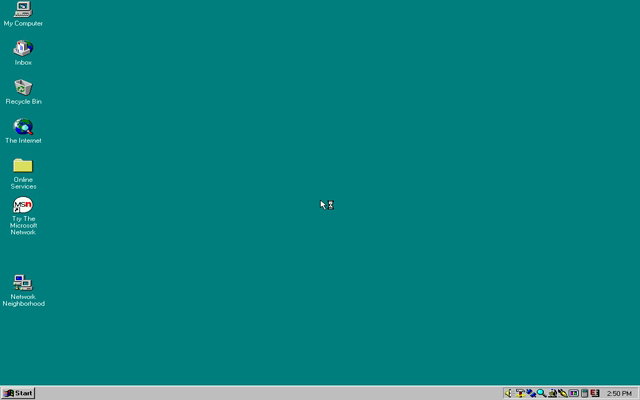 My Computer
Inbox
Recycle Bin
The Internet
Online
Services
MSN
Try The
Microsoft
Network
Network
Neighborhood
Start
2:50 PM